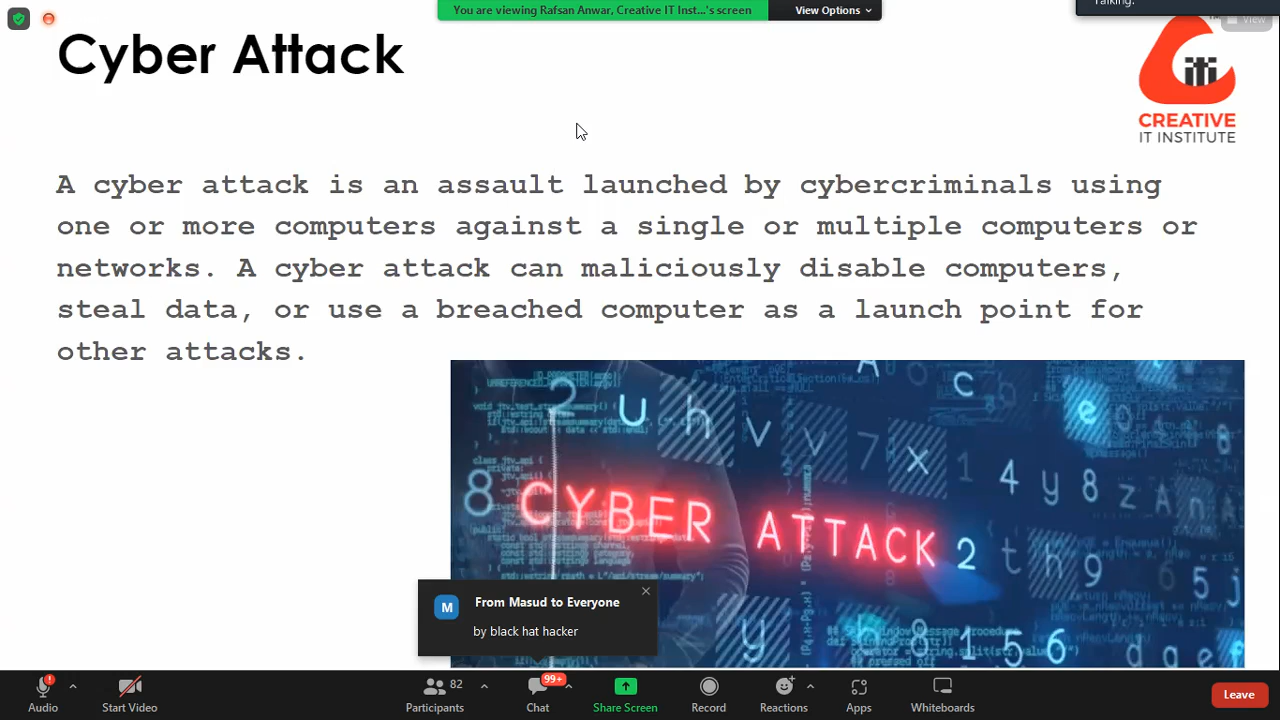 You are viewing Rafsan Anwar, Creative IT Inst...'s screen
View Options
Talking:
View
Cyber Attack
CREATIVE
IT INSTITUTE
A cyber attack is an assault launched by cybercriminals using
one or more computers against a single or multiple computers or
networks. A cyber attack can maliciously disable computers,
steal data, or use a breached computer as a launch point for
other attacks.
CYBER ATTACK
From Masud to Everyone
M
by black hat hacker
99+
82
Audio
Start Video
Participants
Chat
Share Screen
Record
Reactions
Apps
Whiteboards
Leave